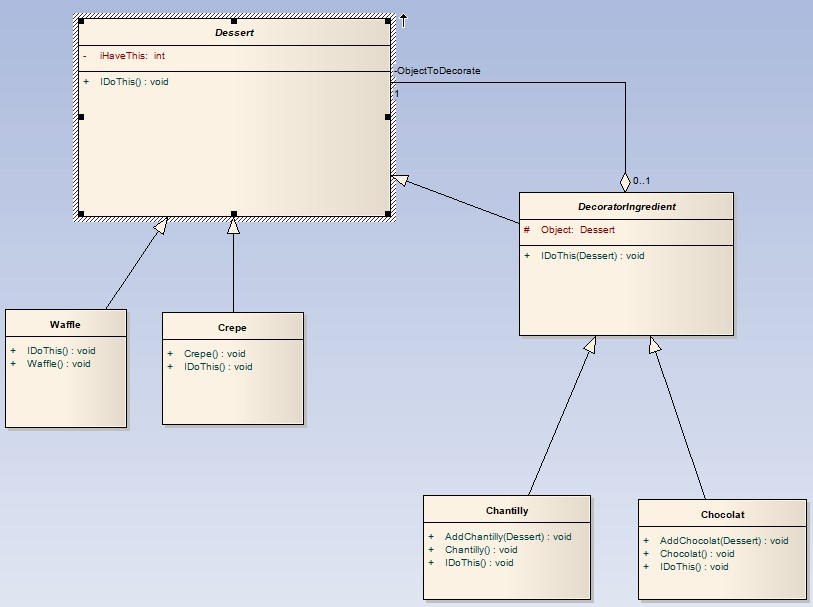 Dessert
- iHaveThis: int
+ IDoThis() : void
-ObjectToDecorate
1
0..1
DecoratorIngredient
# Object: Dessert
+ IDoThis(Dessert) : void
Waffle
+ IDoThis() : void
+ Waffle() : void
Crepe
+ Crepe() : void
+ IDoThis() : void
Chantilly
+ AddChantilly(Dessert) : void
+ Chantilly() : void
+ IDoThis() : void
Chocolat
+ AddChocolat(Dessert) : void
+ Chocolat() : void
+ IDoThis() : void